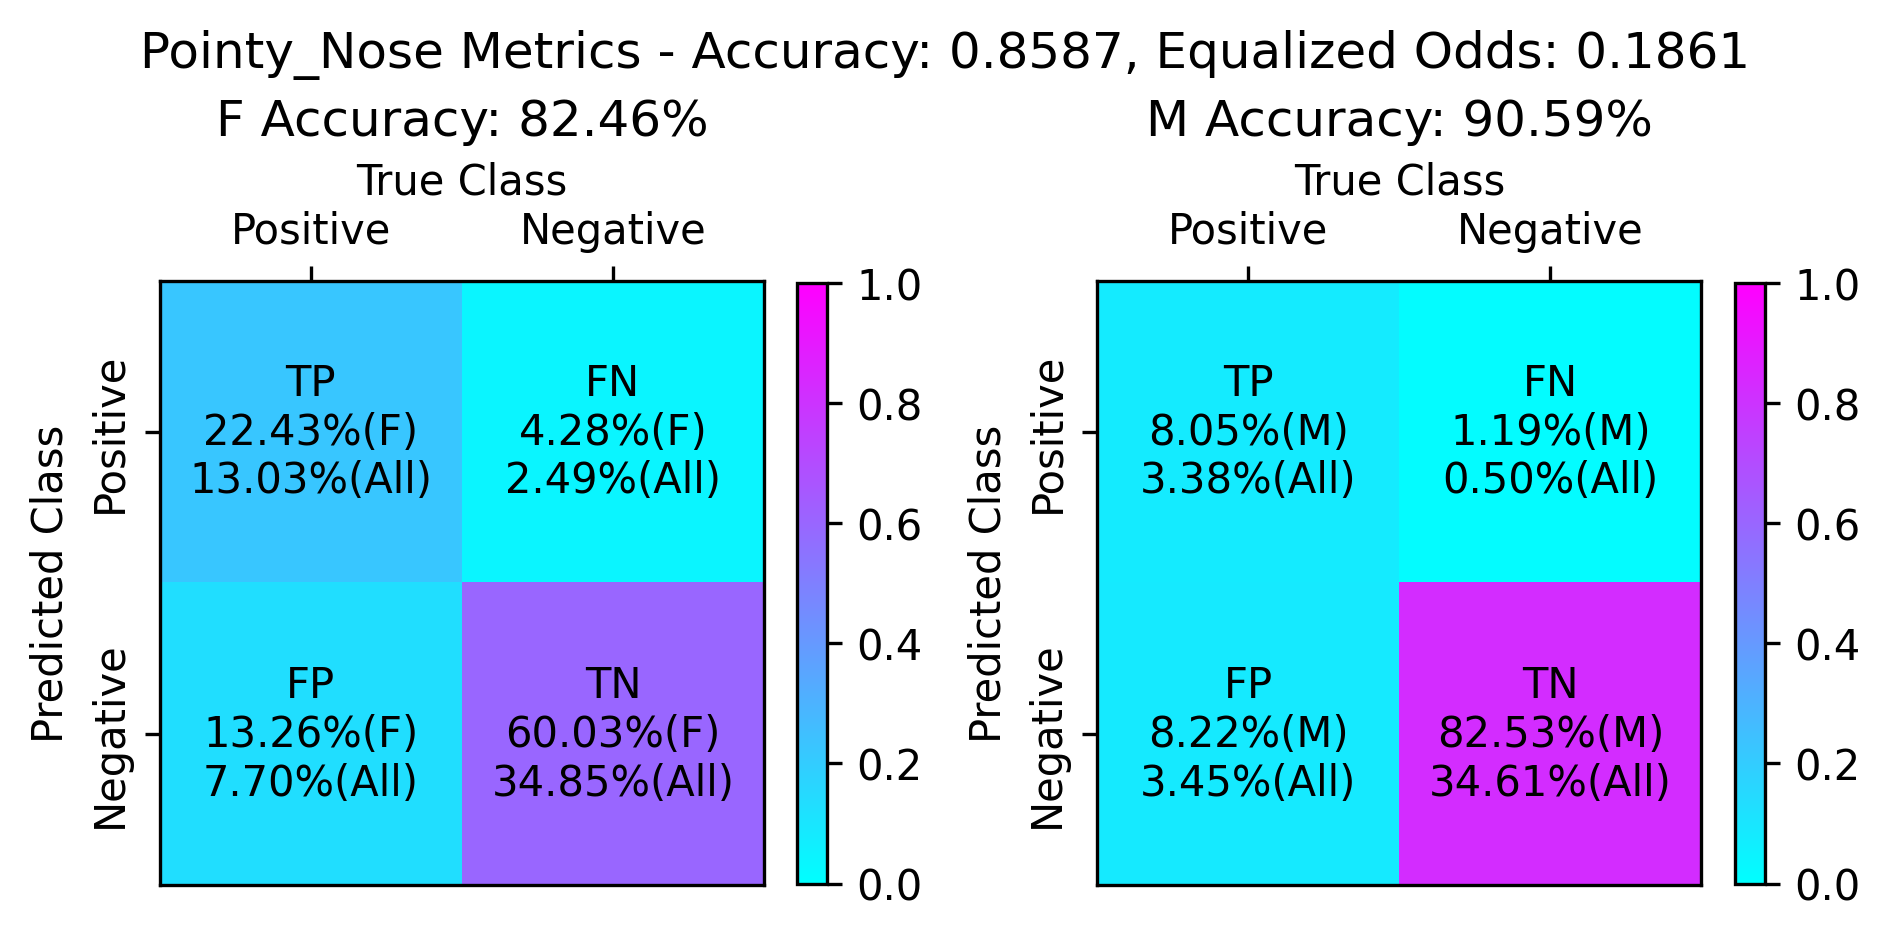 Pointy_Nose Metrics - Accuracy: 0.8587, Equalized Odds: 0.1861
F Accuracy: 82.46%
True Class
Positive Negative
Predicted Class
Positive
Negative
TP
22.43%(F)
13.03%(All)
FN
4.28%(F)
2.49%(All)
FP
13.26%(F)
7.70%(All)
TN
60.03%(F)
34.85%(All)
1.0
0.8
0.6
0.4
0.2
0.0
M Accuracy: 90.59%
True Class
Positive Negative
Predicted Class
Positive
Negative
TP
8.05%(M)
3.38%(All)
FN
1.19%(M)
0.50%(All)
FP
8.22%(M)
3.45%(All)
TN
82.53%(M)
34.61%(All)
1.0
0.8
0.6
0.4
0.2
0.0